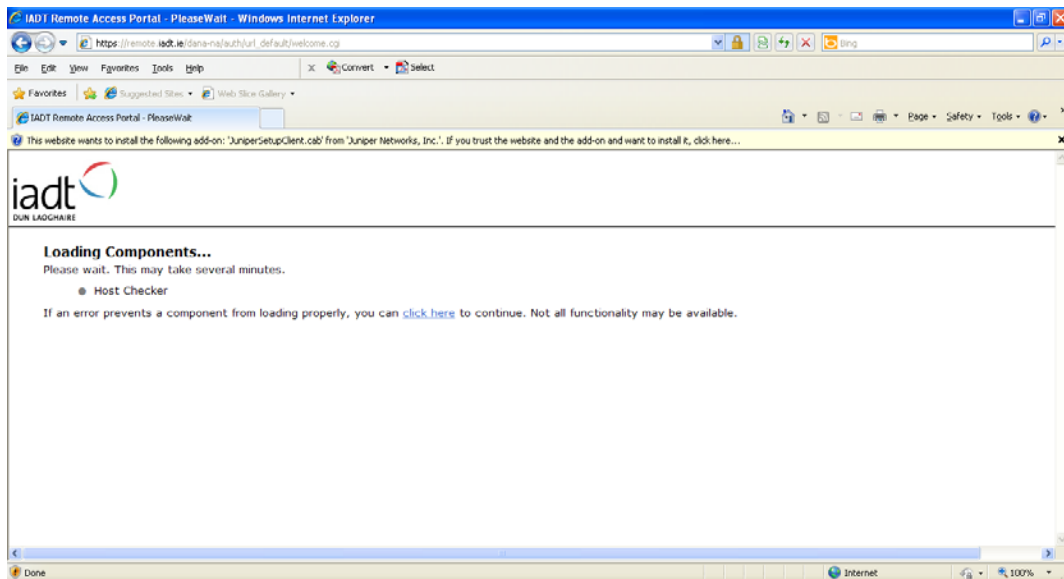 IADT Remote Access Portal - PleaseWait - Windows Internet Explorer
https://remote.iadt.ie/dana-na/auth/url_default/welcome.cgi
Bing
File Edit View Favorites Tools Help
x Convert Select
Favorites Suggested Sites Web Slice Gallery
IADT Remote Access Portal - PleaseWait
Page Safety Tools
This website wants to install the following add-on: 'JuniperSetupClient.cab' from 'Juniper Networks, Inc.'. If you trust the website and the add-on and want to install it, click here...
iadt
DUN LAOGHAIRE
Loading Components...
Please wait. This may take several minutes.
Host Checker
If an error prevents a component from loading properly, you can click here to continue. Not all functionality may be available.
Done
Internet
100%